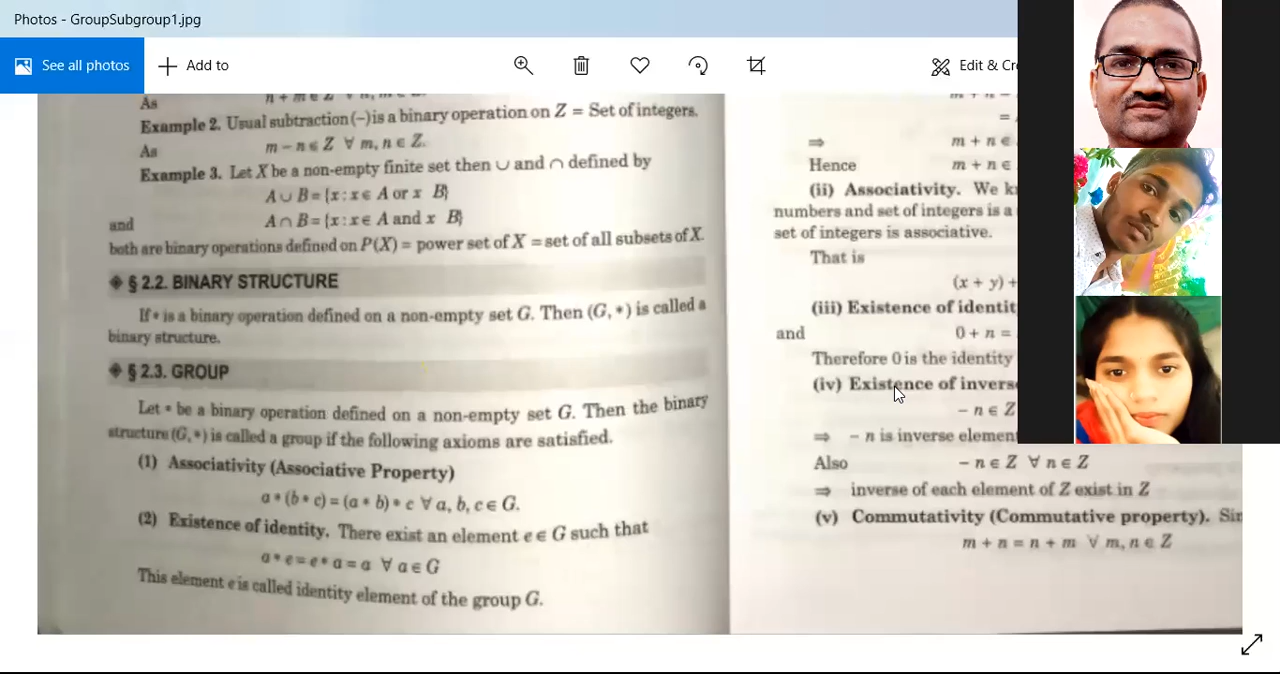 Photos - GroupSubgroup1.jpg
See all photos
Add to
Edit & Cr
As
Example 2. Usual subtraction (−) is a binary operation on Z = Set of integers.
As m − n ∈ Z ∀ m, n ∈ Z.
Example 3. Let X be a non-empty finite set then ∪ and ∩ defined by
A ∪ B = {x : x ∈ A or x B}
and A ∩ B = {x : x ∈ A and x B}
both are binary operations defined on P(X) = power set of X = set of all subsets of X.
§ 2.2. BINARY STRUCTURE
If * is a binary operation defined on a non-empty set G. Then (G, *) is called a
binary structure.
§ 2.3. GROUP
Let * be a binary operation defined on a non-empty set G. Then the binary
structure (G, *) is called a group if the following axioms are satisfied.
(1) Associativity (Associative Property)
a * (b * c) = (a * b) * c ∀ a, b, c ∈ G.
(2) Existence of identity. There exist an element e ∈ G such that
a * e = e * a = a ∀ a ∈ G
This element e is called identity element of the group G.
=
⇒ m + n ∈
Hence m + n ∈
(ii) Associativity. We k
numbers and set of integers is a
set of integers is associative.
That is
(x + y) +
(iii) Existence of identit
and 0 + n =
Therefore 0 is the identity
(iv) Existence of invers
− n ∈ Z
⇒ − n is inverse element
Also − n ∈ Z ∀ n ∈ Z
⇒ inverse of each element of Z exist in Z
(v) Commutativity (Commutative property). Sin
m + n = n + m ∀ m, n ∈ Z